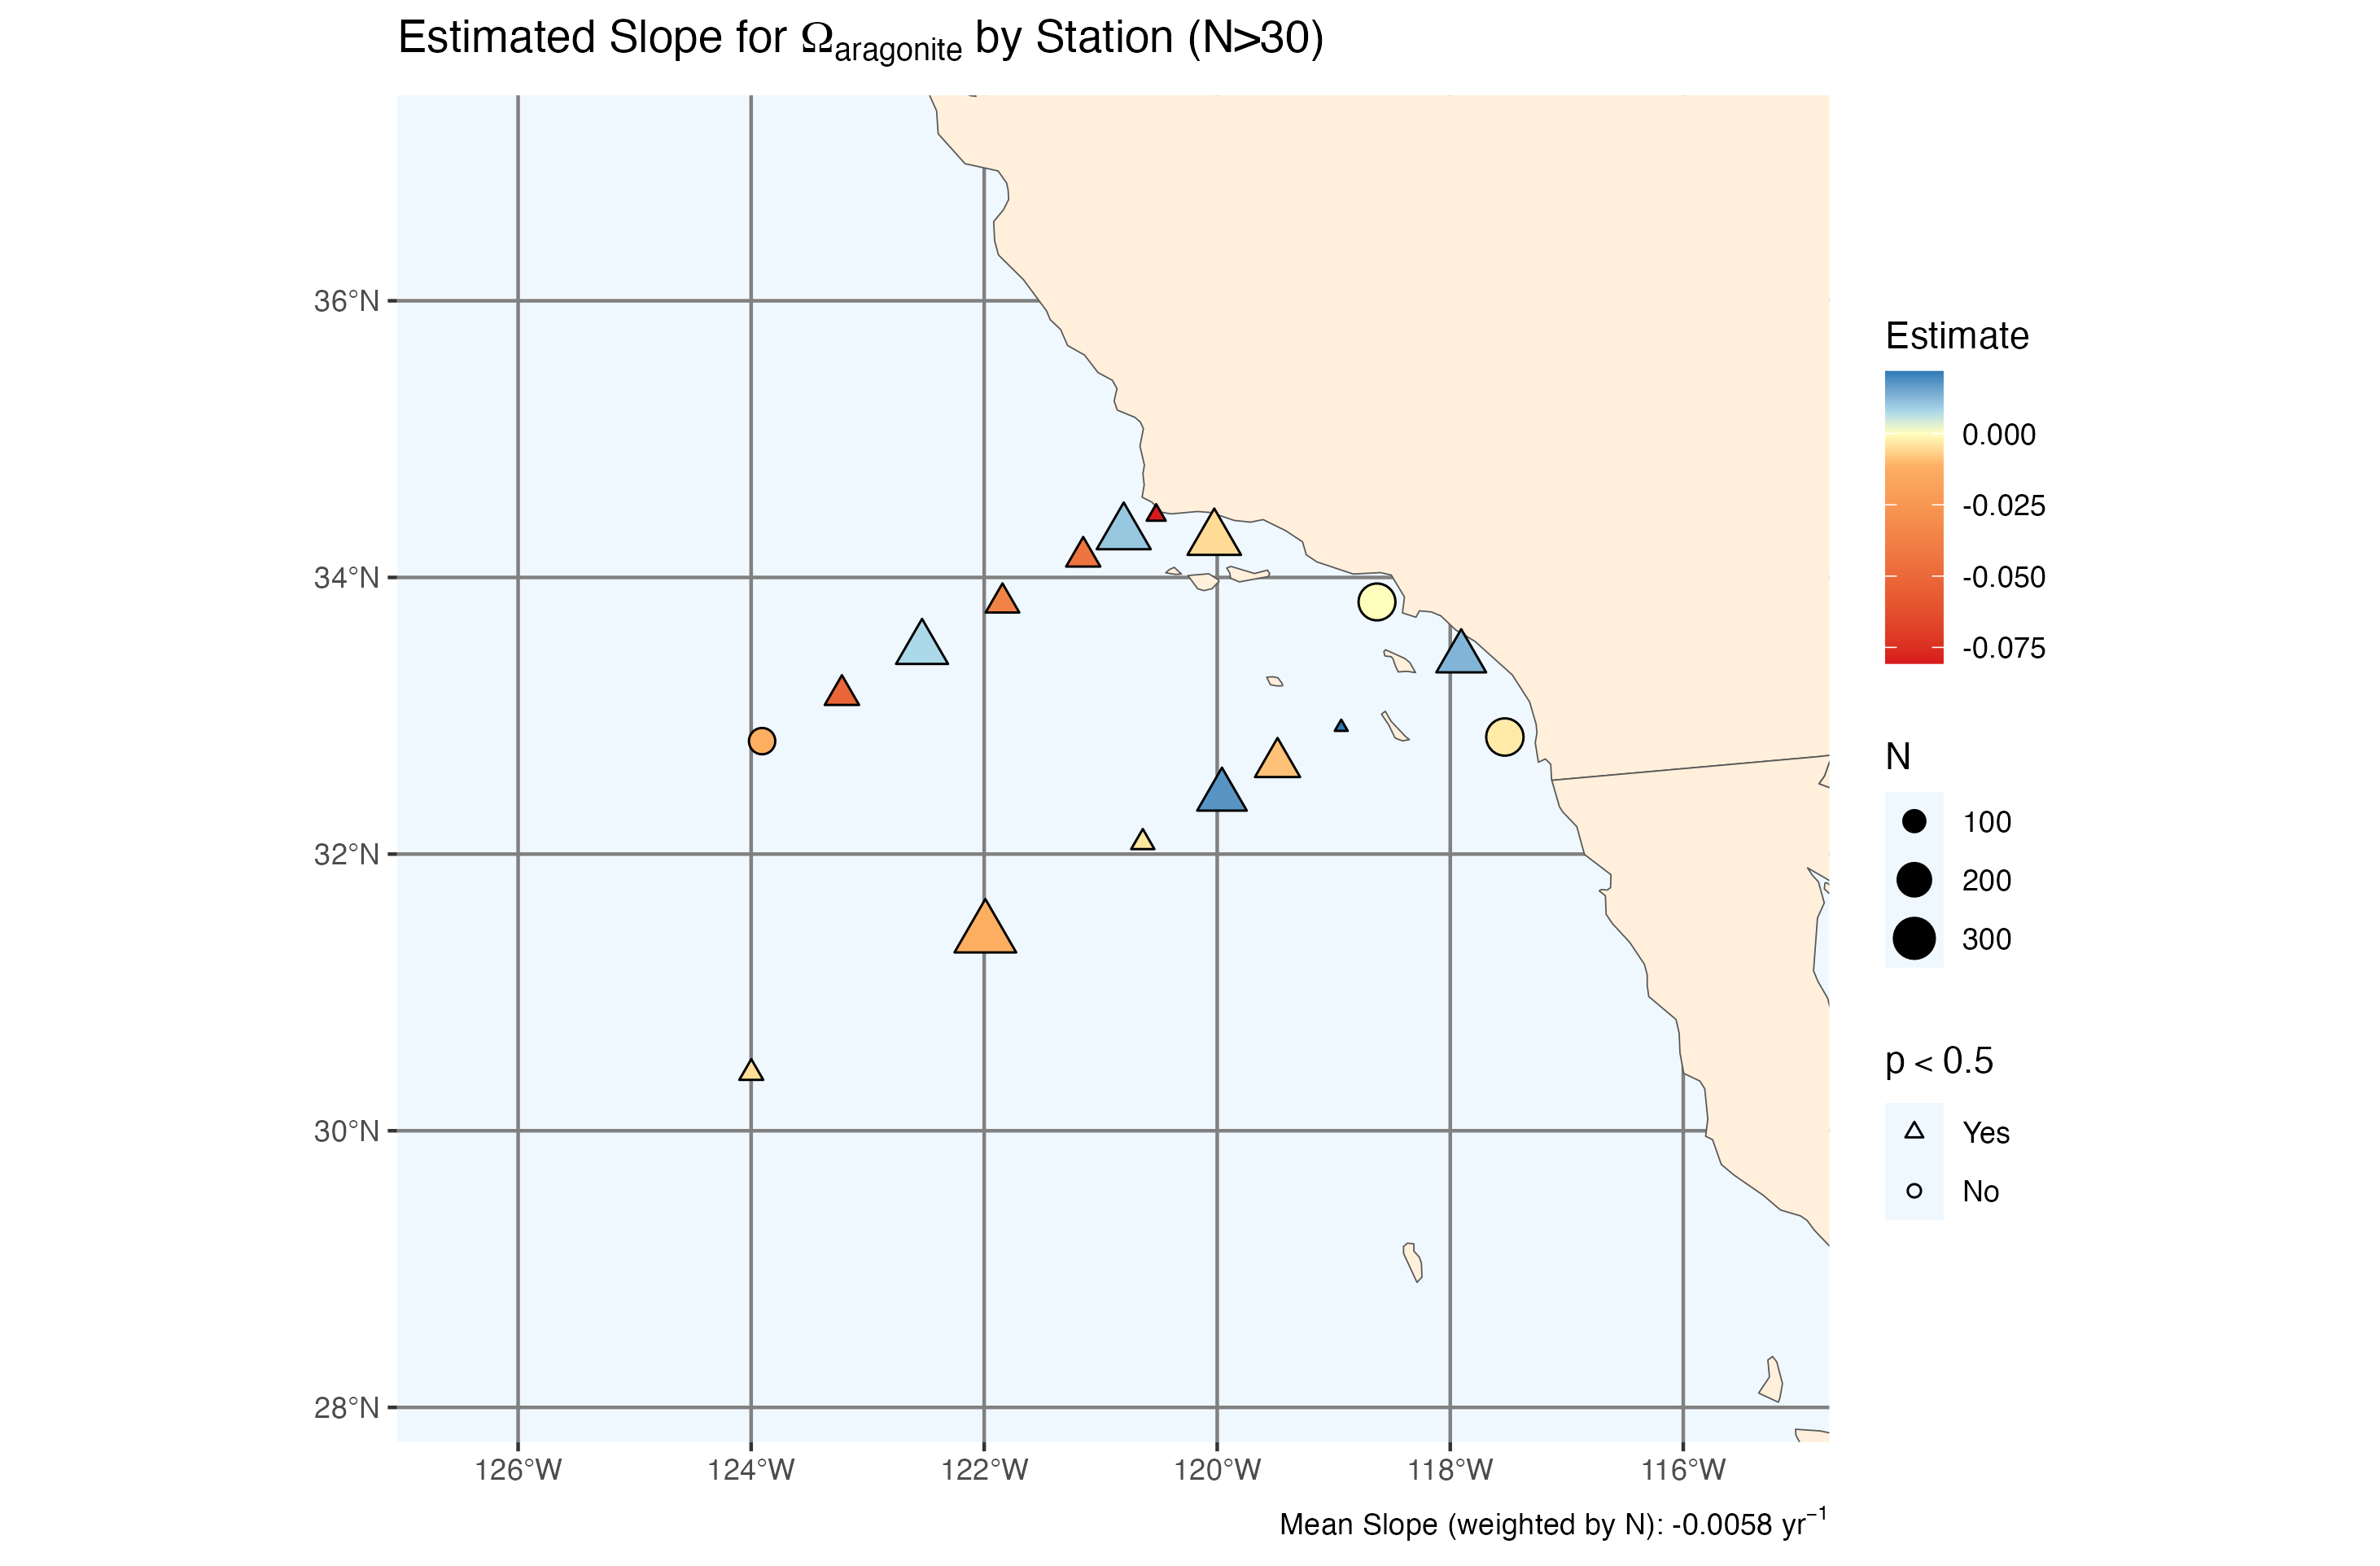 Estimated Slope for Ωaragonite by Station (N>30)
36°N
34°N
32°N
30°N
28°N
126°W 124°W 122°W 120°W 118°W 116°W
Mean Slope (weighted by N): -0.0058 yr⁻¹
Estimate
0.000
-0.025
-0.050
-0.075
N
100
200
300
p < 0.5
Yes
No